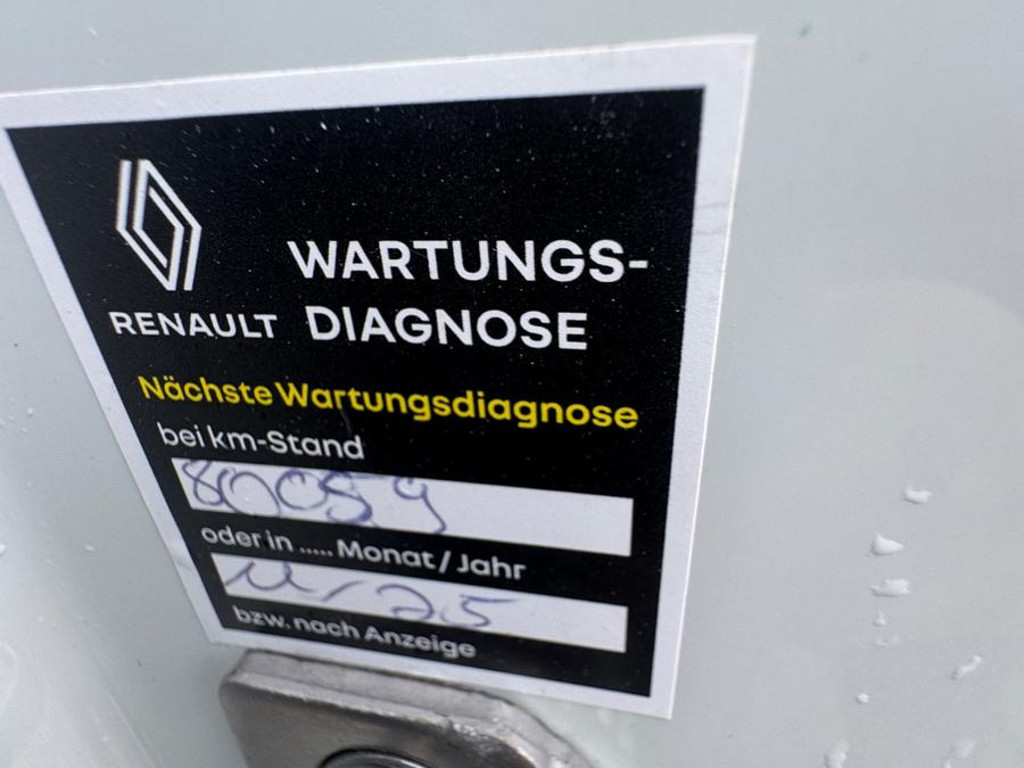 WARTUNGS-
RENAULT DIAGNOSE
Nächste Wartungsdiagnose
bei km-Stand
80059
oder in ..... Monat / Jahr
11/25
bzw. nach Anzeige